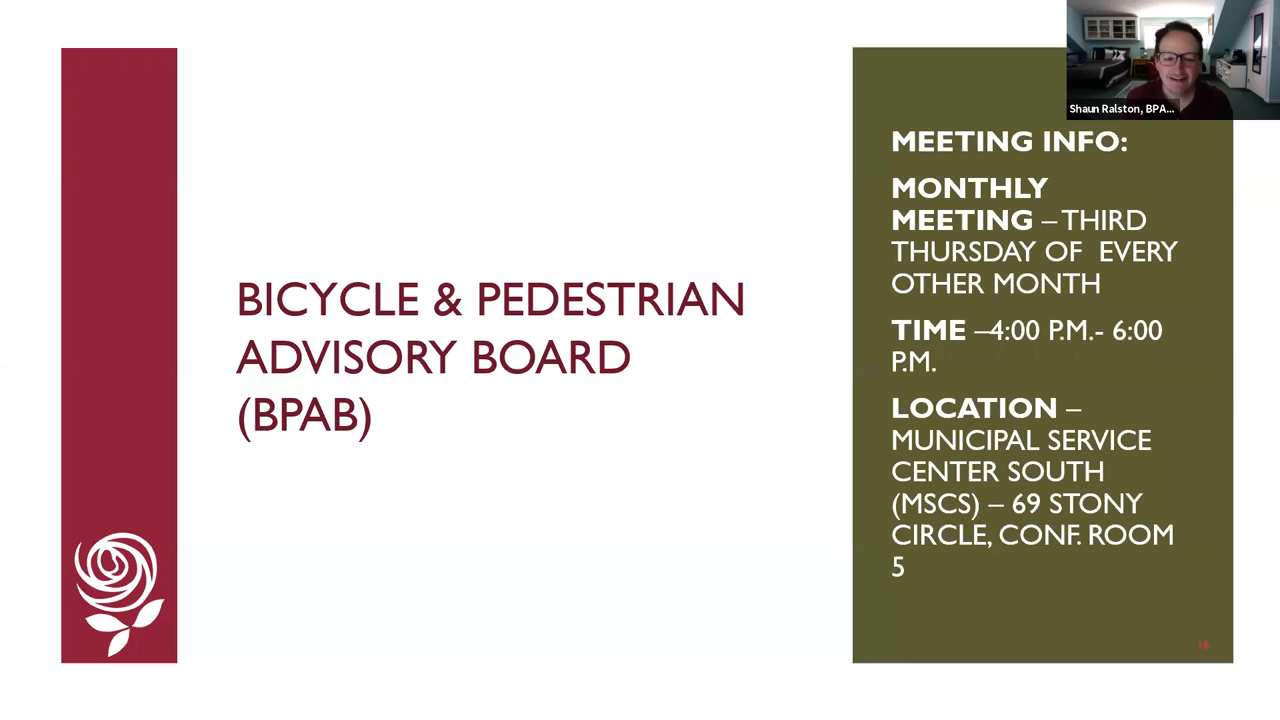 Shaun Ralston, BPA...
MEETING INFO:
MONTHLY
MEETING – THIRD
THURSDAY OF EVERY
OTHER MONTH
TIME –4:00 P.M.- 6:00
P.M.
LOCATION –
MUNICIPAL SERVICE
CENTER SOUTH
(MSCS) – 69 STONY
CIRCLE, CONF. ROOM
5
BICYCLE & PEDESTRIAN
ADVISORY BOARD
(BPAB)